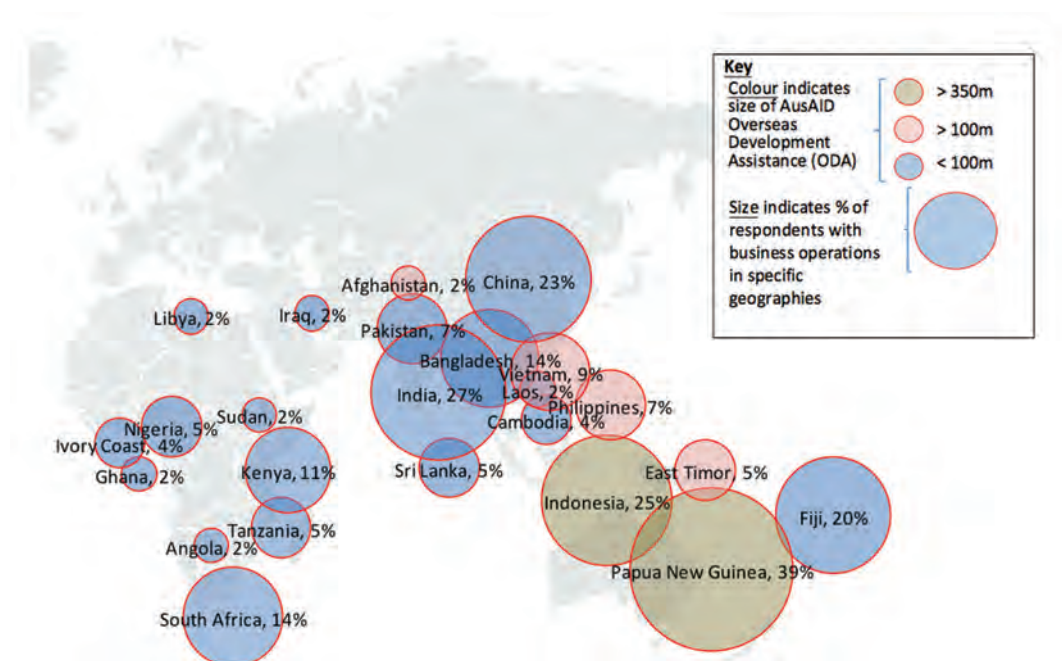 Key
Colour indicates
size of AusAID
Overseas
Development
Assistance (ODA)
> 350m
> 100m
< 100m
Size indicates % of
respondents with
business operations
in specific
geographies
China, 23%
Afghanistan, 2%
Libya, 2%
Iraq, 2%
Pakistan, 7%
Bangladesh, 14%
Vietnam, 9%
India, 27%
Laos, 2%
Philippines, 7%
Cambodia, 4%
Sudan, 2%
Nigeria, 5%
Ivory Coast, 4%
Ghana, 2%
Kenya, 11%
Sri Lanka, 5%
East Timor, 5%
Indonesia, 25%
Fiji, 20%
Tanzania, 5%
Angola, 2%
Papua New Guinea, 39%
South Africa, 14%